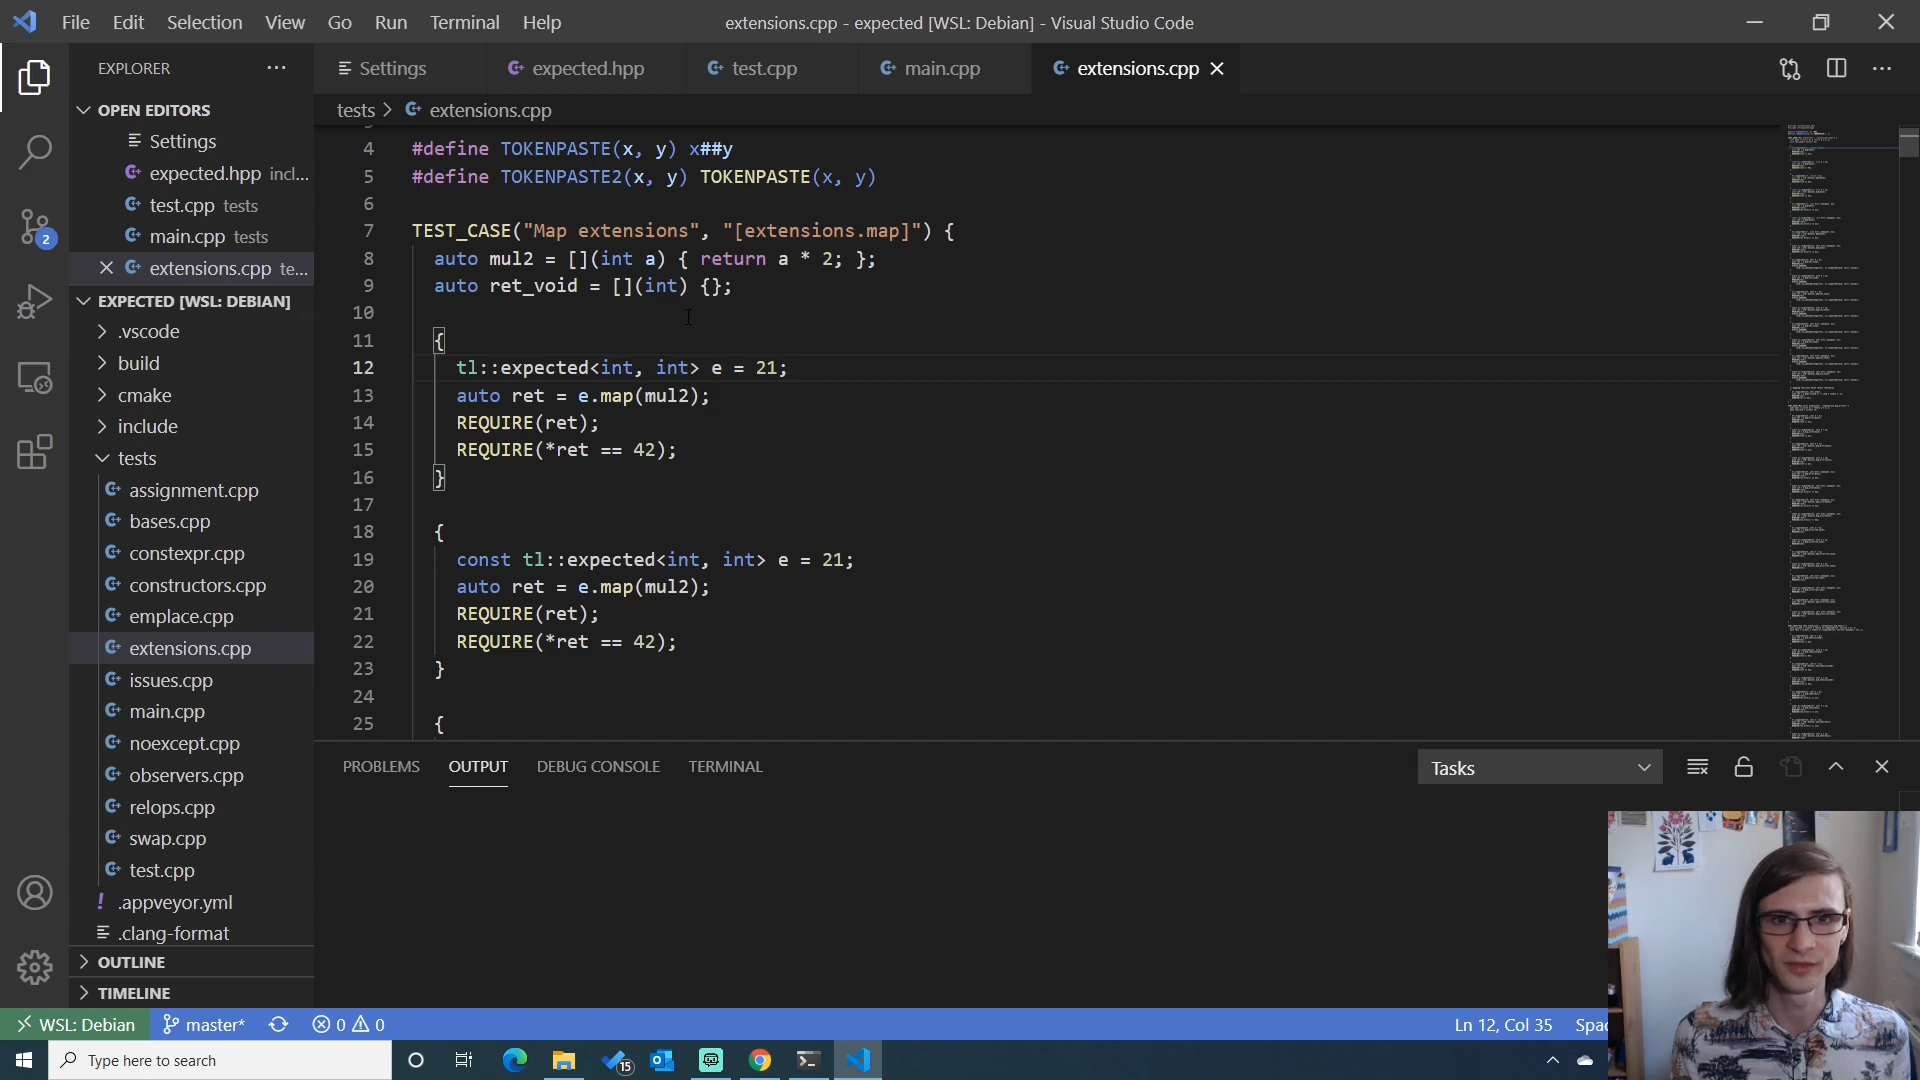 File Edit Selection View Go Run Terminal Help
extensions.cpp - expected [WSL: Debian] - Visual Studio Code
EXPLORER
Settings
expected.hpp
test.cpp
main.cpp
extensions.cpp
tests > extensions.cpp
OPEN EDITORS
Settings
expected.hpp incl...
test.cpp tests
main.cpp tests
extensions.cpp te...
EXPECTED [WSL: DEBIAN]
.vscode
build
cmake
include
tests
assignment.cpp
bases.cpp
constexpr.cpp
constructors.cpp
emplace.cpp
extensions.cpp
issues.cpp
main.cpp
noexcept.cpp
observers.cpp
relops.cpp
swap.cpp
test.cpp
.appveyor.yml
.clang-format
OUTLINE
TIMELINE
4 #define TOKENPASTE(x, y) x##y
5 #define TOKENPASTE2(x, y) TOKENPASTE(x, y)
6
7 TEST_CASE("Map extensions", "[extensions.map]") {
8 auto mul2 = [](int a) { return a * 2; };
9 auto ret_void = [](int) {};
10
11 {
12 tl::expected<int, int> e = 21;
13 auto ret = e.map(mul2);
14 REQUIRE(ret);
15 REQUIRE(*ret == 42);
16 }
17
18 {
19 const tl::expected<int, int> e = 21;
20 auto ret = e.map(mul2);
21 REQUIRE(ret);
22 REQUIRE(*ret == 42);
23 }
24
25 {
PROBLEMS OUTPUT DEBUG CONSOLE TERMINAL
Tasks
2
WSL: Debian master* 0 0
Ln 12, Col 35
Type here to search
15